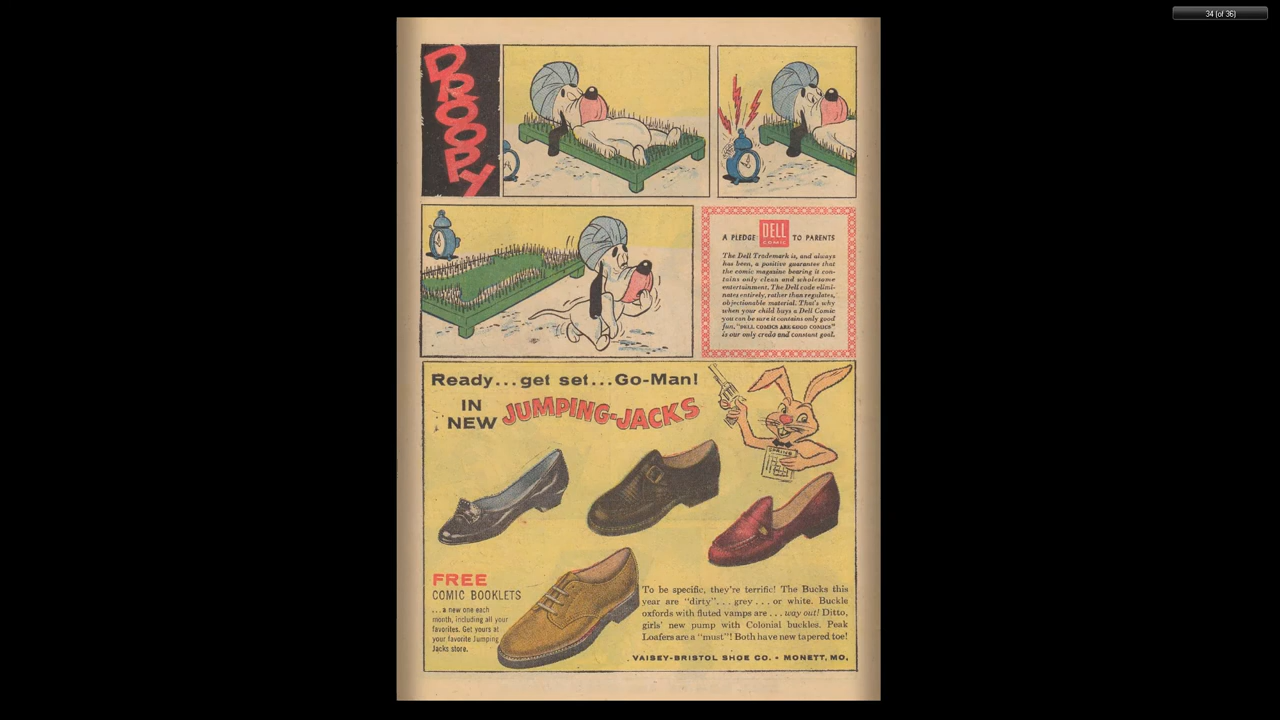 34 [of 36]
DROOPY
A PLEDGE DELL COMIC TO PARENTS
The Dell Trademark is, and always
has been, a positive guarantee that
the comic magazine bearing it con-
tains only clean and wholesome
entertainment. The Dell code elimi-
nates entirely, rather than regulates,
objectionable material. That's why
when your child buys a Dell Comic
you can be sure it contains only good
fun. "DELL COMICS ARE GOOD COMICS"
is our only credo and constant goal.
Ready...get set...Go-Man!
IN
NEW JUMPING-JACKS
SPRING
FREE
COMIC BOOKLETS
...a new one each
month, including all your
favorites. Get yours at
your favorite Jumping
Jacks store.
To be specific, they're terrific! The Bucks this
year are "dirty"... grey... or white. Buckle
oxfords with fluted vamps are...way out! Ditto,
girls' new pump with Colonial buckles. Peak
Loafers are a "must"! Both have new tapered toe!
VAISEY-BRISTOL SHOE CO. • MONETT, MO.